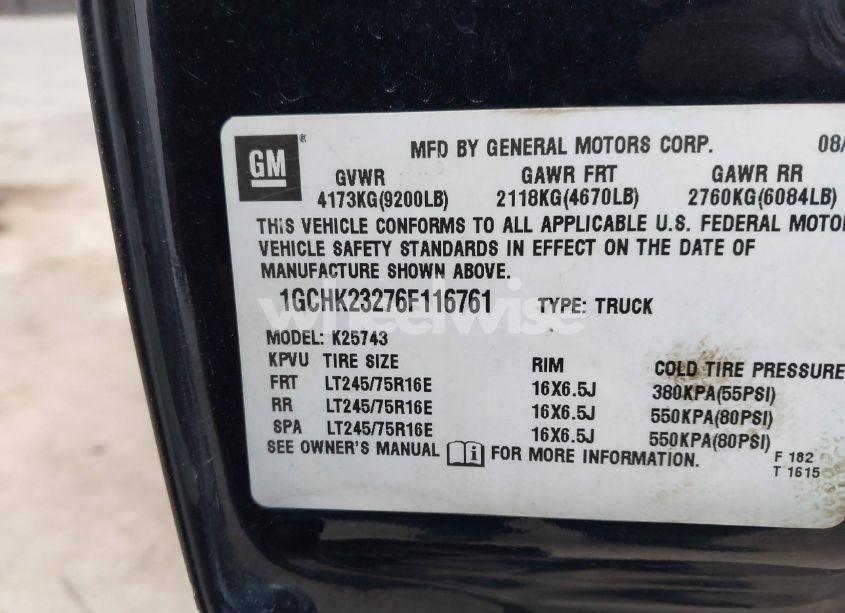 GM
MFD BY GENERAL MOTORS CORP. 08/
GVWR GAWR FRT GAWR RR
4173KG(9200LB) 2118KG(4670LB) 2760KG(6084LB)
THIS VEHICLE CONFORMS TO ALL APPLICABLE U.S. FEDERAL MOTOR
VEHICLE SAFETY STANDARDS IN EFFECT ON THE DATE OF
MANUFACTURE SHOWN ABOVE.
1GCHK23276F116761 TYPE: TRUCK
wheelwise
MODEL: K25743
KPVU TIRE SIZE RIM COLD TIRE PRESSURE
FRT LT245/75R16E 16X6.5J 380KPA(55PSI)
RR LT245/75R16E 16X6.5J 550KPA(80PSI)
SPA LT245/75R16E 16X6.5J 550KPA(80PSI)
SEE OWNER'S MANUAL FOR MORE INFORMATION.
F 182
T 1615